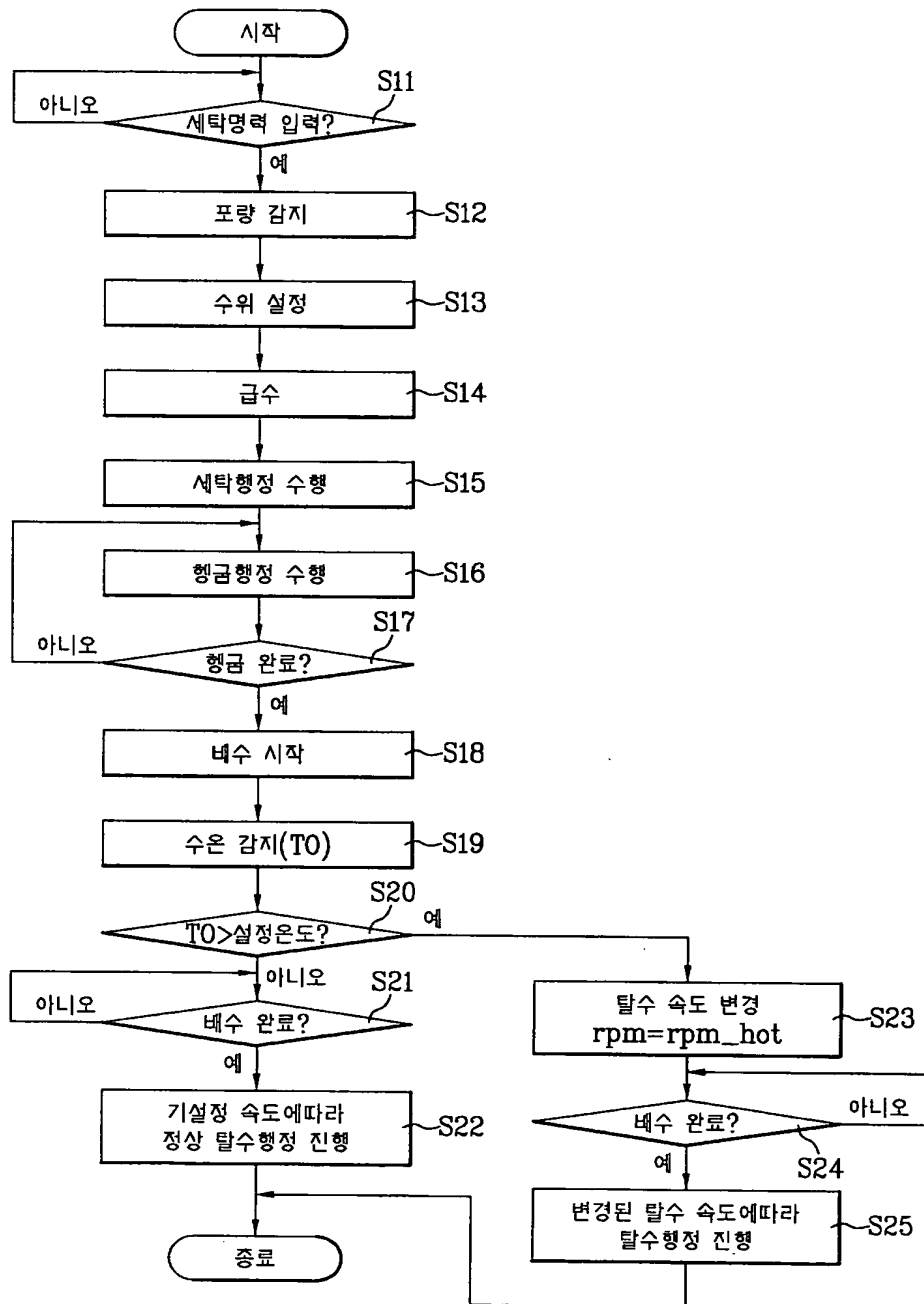 시작
S11
아니오
세탁명력 입력?
예
포량 감지
S12
수위 설정
S13
급수
S14
세탁행정 수행
S15
헹굼행정 수행
S16
S17
아니오
헹굼 완료?
예
배수 시작
S18
수온 감지(TO)
S19
S20
TO>설정온도?
예
아니오
S21
아니오
배수 완료?
예
기설정 속도에따라
정상 탈수행정 진행
S22
종료
탈수 속도 변경
rpm=rpm_hot
S23
배수 완료?
아니오
S24
예
변경된 탈수 속도에따라
탈수행정 진행
S25